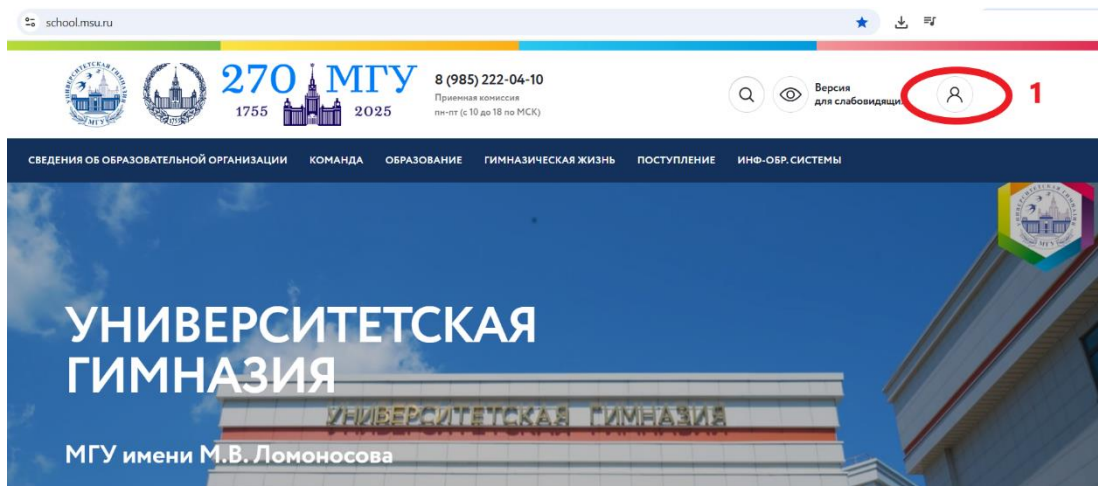 school.msu.ru
270 МГУ
1755 2025
8 (985) 222-04-10
Приемная комиссия
пн-пт (с 10 до 18 по МСК)
Версия
для слабовидящи
1
СВЕДЕНИЯ ОБ ОБРАЗОВАТЕЛЬНОЙ ОРГАНИЗАЦИИ КОМАНДА ОБРАЗОВАНИЕ ГИМНАЗИЧЕСКАЯ ЖИЗНЬ ПОСТУПЛЕНИЕ ИНФ-ОБР. СИСТЕМЫ
УНИВЕРСИТЕТСКАЯ
ГИМНАЗИЯ
УНИВЕРСИТЕТСКАЯ ГИМНАЗИЯ
МГУ имени М.В. Ломоносова